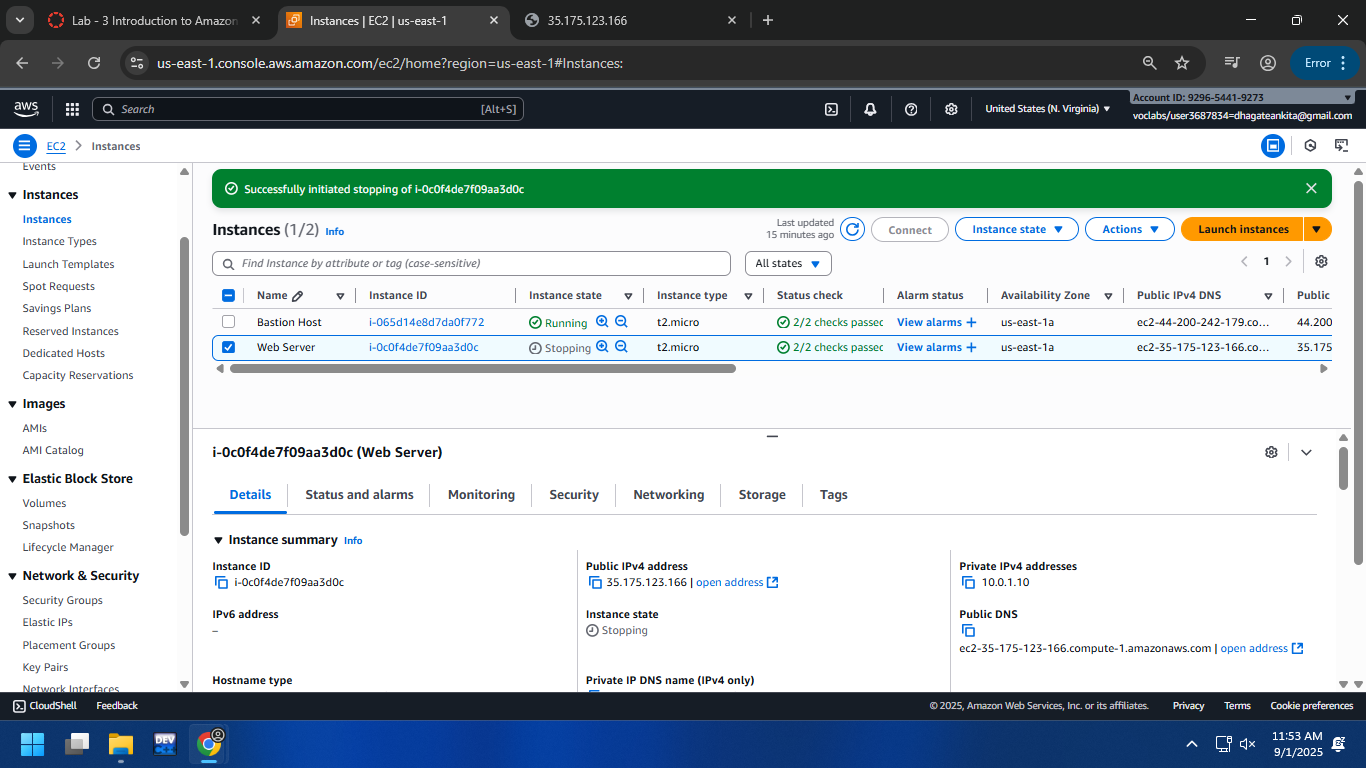 Lab - 3 Introduction to Amazon
Instances | EC2 | us-east-1
35.175.123.166
us-east-1.console.aws.amazon.com/ec2/home?region=us-east-1#Instances:
Error
aws
Search
[Alt+S]
United States (N. Virginia)
Account ID: 9296-5441-9273
voclabs/user3687834=dhagateankita@gmail.com
EC2
Instances
Events
Instances
Instances
Instance Types
Launch Templates
Spot Requests
Savings Plans
Reserved Instances
Dedicated Hosts
Capacity Reservations
Images
AMIs
AMI Catalog
Elastic Block Store
Volumes
Snapshots
Lifecycle Manager
Network & Security
Security Groups
Elastic IPs
Placement Groups
Key Pairs
Network Interfaces
Successfully initiated stopping of i-0c0f4de7f09aa3d0c
Instances (1/2) Info
Last updated
15 minutes ago
Connect
Instance state
Actions
Launch instances
Find Instance by attribute or tag (case-sensitive)
All states
1
Name Instance ID Instance state Instance type Status check Alarm status Availability Zone Public IPv4 DNS Public
Bastion Host i-065d14e8d7da0f772 Running t2.micro 2/2 checks passed View alarms + us-east-1a ec2-44-200-242-179.co... 44.200
Web Server i-0c0f4de7f09aa3d0c Stopping t2.micro 2/2 checks passed View alarms + us-east-1a ec2-35-175-123-166.co... 35.175
i-0c0f4de7f09aa3d0c (Web Server)
Details
Status and alarms
Monitoring
Security
Networking
Storage
Tags
Instance summary Info
Instance ID
i-0c0f4de7f09aa3d0c
Public IPv4 address
35.175.123.166 | open address
Private IPv4 addresses
10.0.1.10
IPv6 address
–
Instance state
Stopping
Public DNS
ec2-35-175-123-166.compute-1.amazonaws.com | open address
Hostname type
Private IP DNS name (IPv4 only)
CloudShell
Feedback
© 2025, Amazon Web Services, Inc. or its affiliates.
Privacy
Terms
Cookie preferences
DEV
11:53 AM
9/1/2025